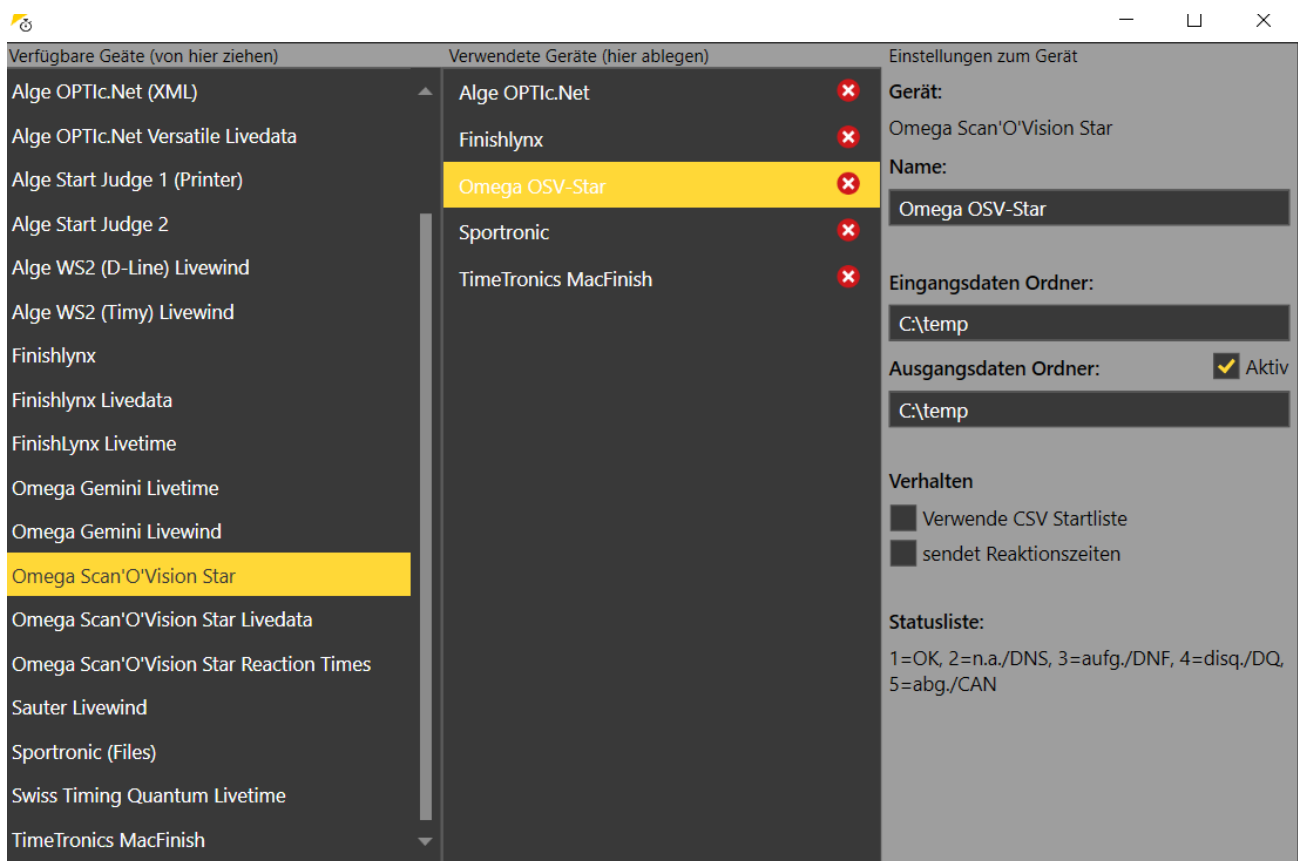 Verfügbare Geäte (von hier ziehen)
Alge OPTIc.Net (XML)
Alge OPTIc.Net Versatile Livedata
Alge Start Judge 1 (Printer)
Alge Start Judge 2
Alge WS2 (D-Line) Livewind
Alge WS2 (Timy) Livewind
Finishlynx
Finishlynx Livedata
FinishLynx Livetime
Omega Gemini Livetime
Omega Gemini Livewind
Omega Scan'O'Vision Star
Omega Scan'O'Vision Star Livedata
Omega Scan'O'Vision Star Reaction Times
Sauter Livewind
Sportronic (Files)
Swiss Timing Quantum Livetime
TimeTronics MacFinish
Verwendete Geräte (hier ablegen)
Alge OPTIc.Net
Finishlynx
Omega OSV-Star
Sportronic
TimeTronics MacFinish
Einstellungen zum Gerät
Gerät:
Omega Scan'O'Vision Star
Name:
Omega OSV-Star
Eingangsdaten Ordner:
C:\temp
Ausgangsdaten Ordner: Aktiv
C:\temp
Verhalten
Verwende CSV Startliste
sendet Reaktionszeiten
Statusliste:
1=OK, 2=n.a./DNS, 3=aufg./DNF, 4=disq./DQ,
5=abg./CAN